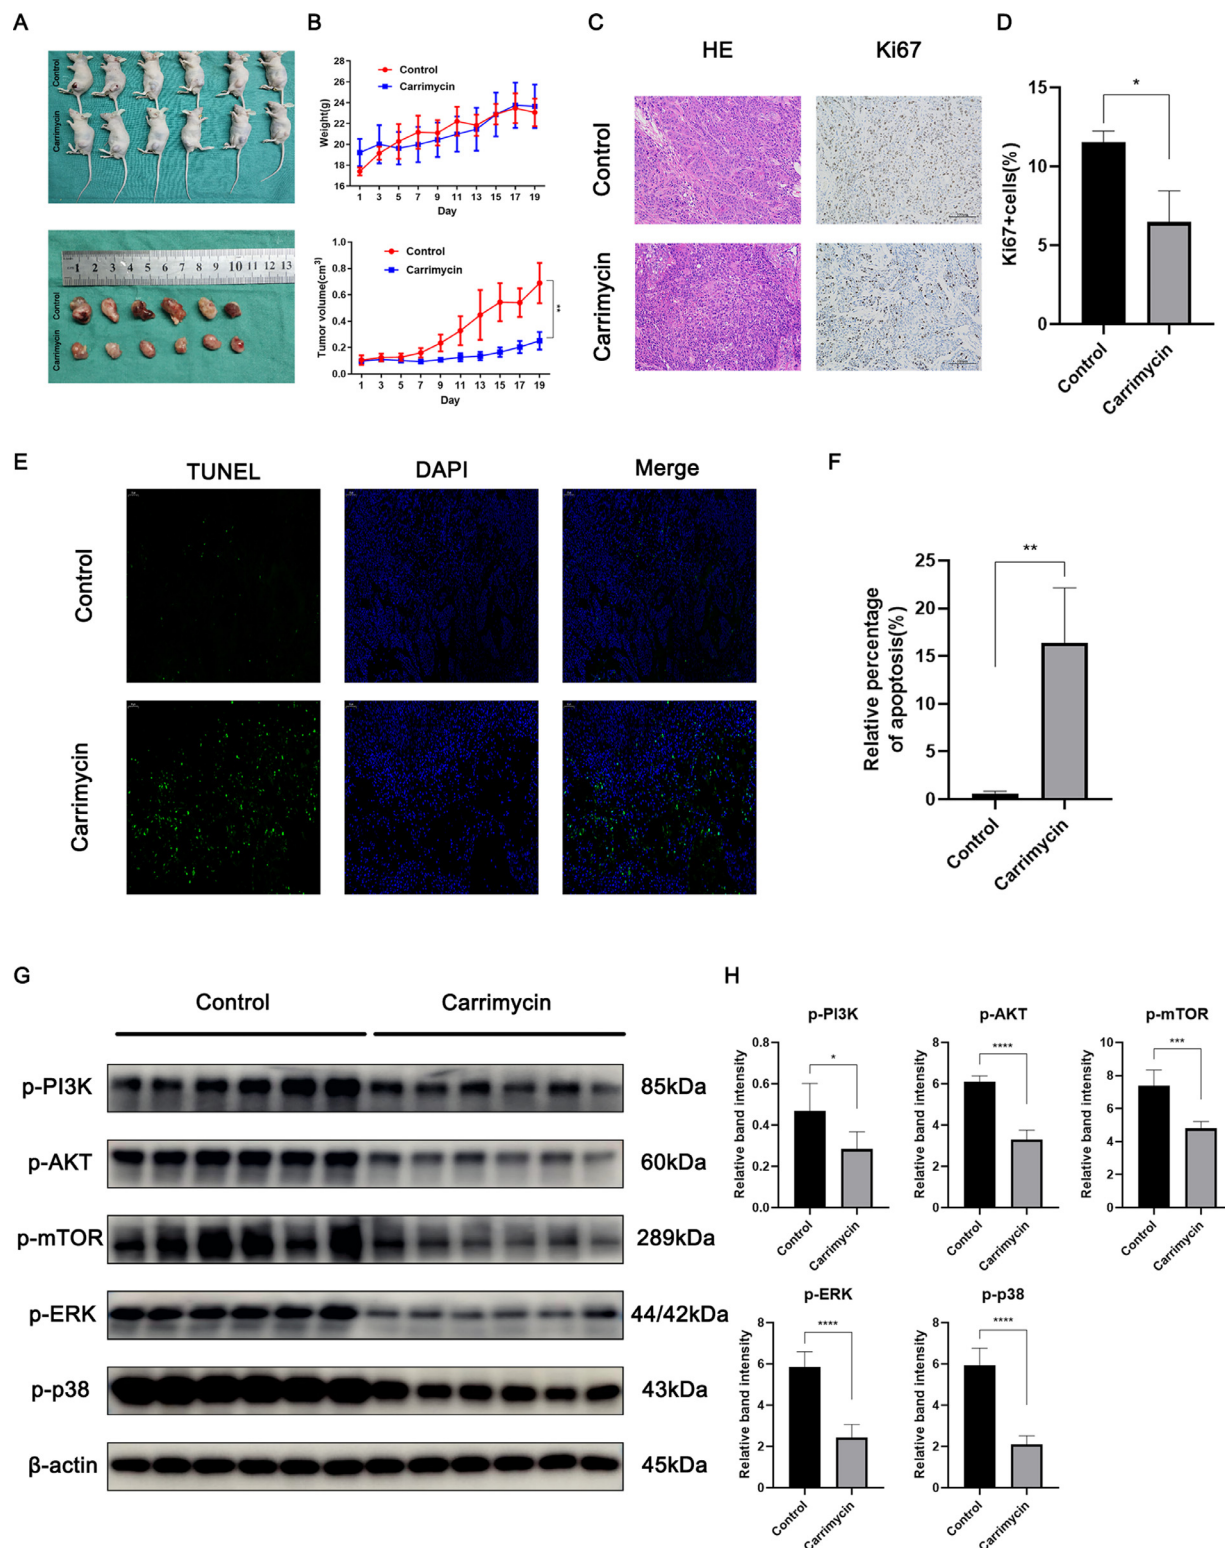 A
Control
Carrimycin
1 2 3 4 5 6 7 8 9 10 11 12 13
Control
Carrimycin
B
Control
Carrimycin
Weight(g)
26
24
22
20
18
16
1 3 5 7 9 11 13 15 17 19
Day
Control
Carrimycin
Tumor volume(cm³)
1.0
0.8
0.6
0.4
0.2
0.0
**
1 3 5 7 9 11 13 15 17 19
Day
C
HE Ki67
Control
Carrimycin
D
Ki67+cells(%)
15
10
5
0
*
Control
Carrimycin
E
TUNEL DAPI Merge
Control
Carrimycin
F
Relative percentage
of apoptosis(%)
25
20
15
10
5
0
**
Control
Carrimycin
G
Control Carrimycin
p-PI3K 85kDa
p-AKT 60kDa
p-mTOR 289kDa
p-ERK 44/42kDa
p-p38 43kDa
β-actin 45kDa
H
p-PI3K
Relative band intensity
0.8
0.6
0.4
0.2
0.0
*
Control
Carrimycin
p-AKT
Relative band intensity
8
6
4
2
0
****
Control
Carrimycin
p-mTOR
Relative band intensity
10
8
6
4
2
0
***
Control
Carrimycin
p-ERK
Relative band intensity
8
6
4
2
0
****
Control
Carrimycin
p-p38
Relative band intensity
8
6
4
2
0
****
Control
Carrimycin